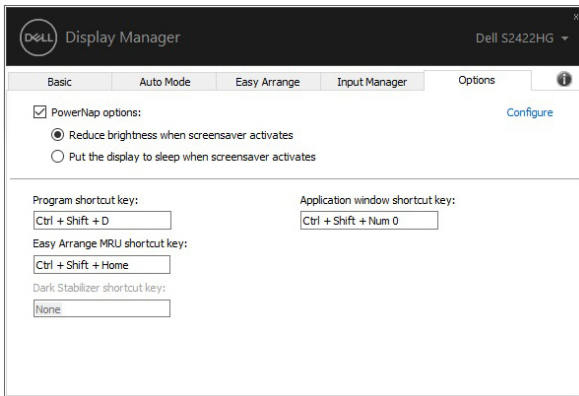 DELL Display Manager
Dell S2422HG
Basic Auto Mode Easy Arrange Input Manager Options
PowerNap options:
Configure
Reduce brightness when screensaver activates
Put the display to sleep when screensaver activates
Program shortcut key:
Application window shortcut key:
Ctrl + Shift + D
Ctrl + Shift + Num 0
Easy Arrange MRU shortcut key:
Ctrl + Shift + Home
Dark Stabilizer shortcut key:
None